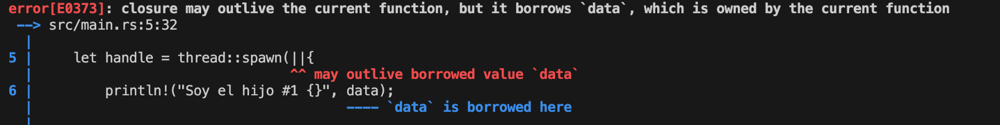 error[E0373]: closure may outlive the current function, but it borrows `data`, which is owned by the current function
 --> src/main.rs:5:32
  |
5 |     let handle = thread::spawn(||{
  |                                ^^ may outlive borrowed value `data`
6 |         println!("Soy el hijo #1 {}", data);
  |                                       ---- `data` is borrowed here
  |